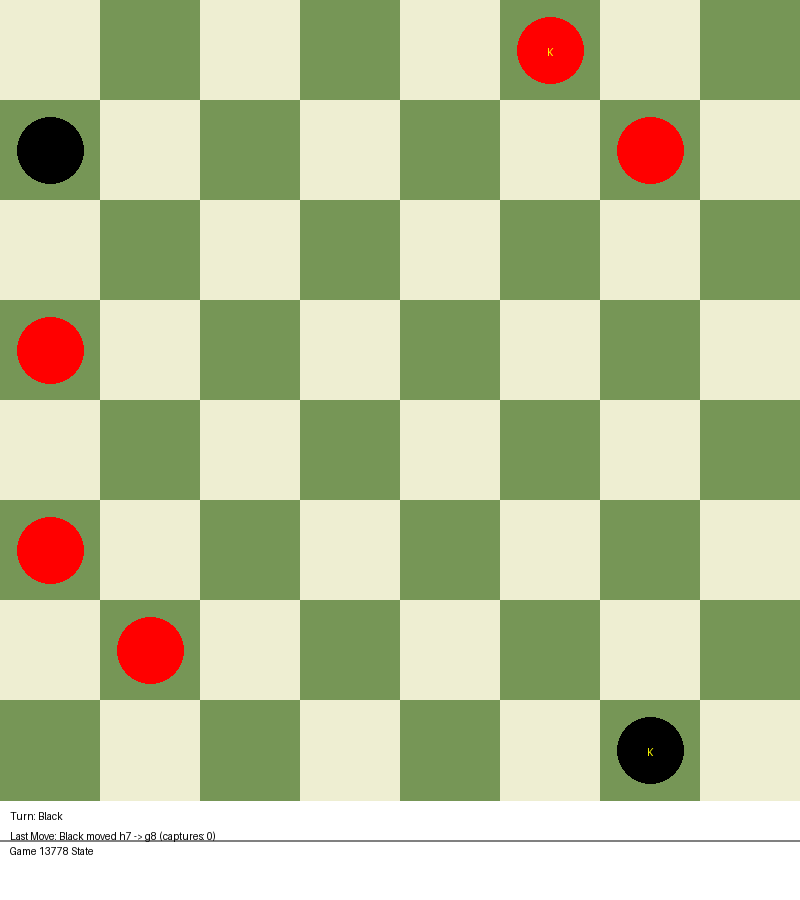 K
K
Turn: Black
Last Move: Black moved h7 -> g8 (captures: 0)
Game 13778 State